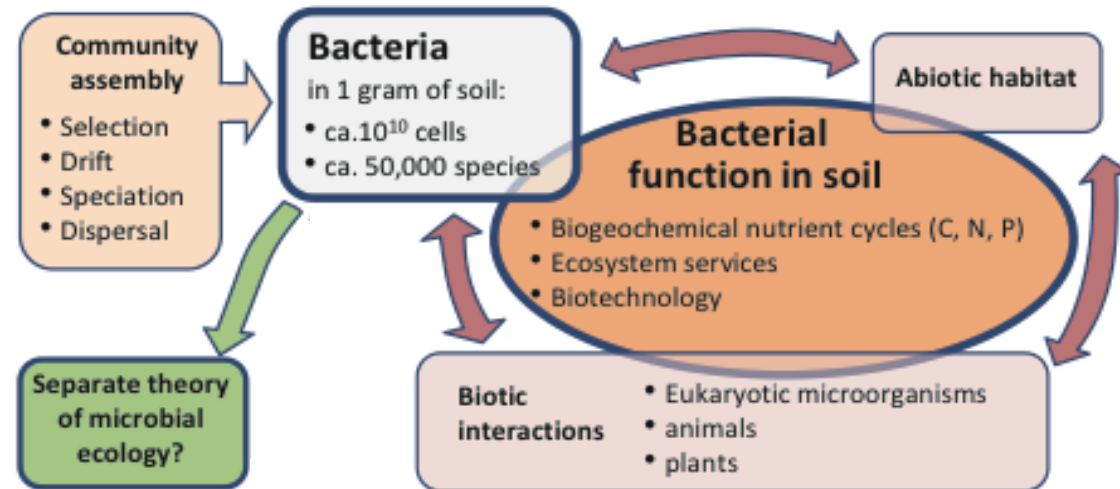 Community
assembly
• Selection
• Drift
• Speciation
• Dispersal
Bacteria
in 1 gram of soil:
• ca.10¹⁰ cells
• ca. 50,000 species
Abiotic habitat
Bacterial
function in soil
• Biogeochemical nutrient cycles (C, N, P)
• Ecosystem services
• Biotechnology
Separate theory
of microbial
ecology?
Biotic
interactions
• Eukaryotic microorganisms
• animals
• plants